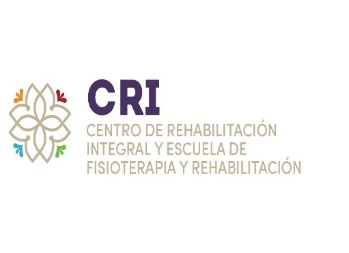 CRI
CENTRO DE REHABILITACIÓN
INTEGRAL Y ESCUELA DE
FISIOTERAPIA Y REHABILITACIÓN